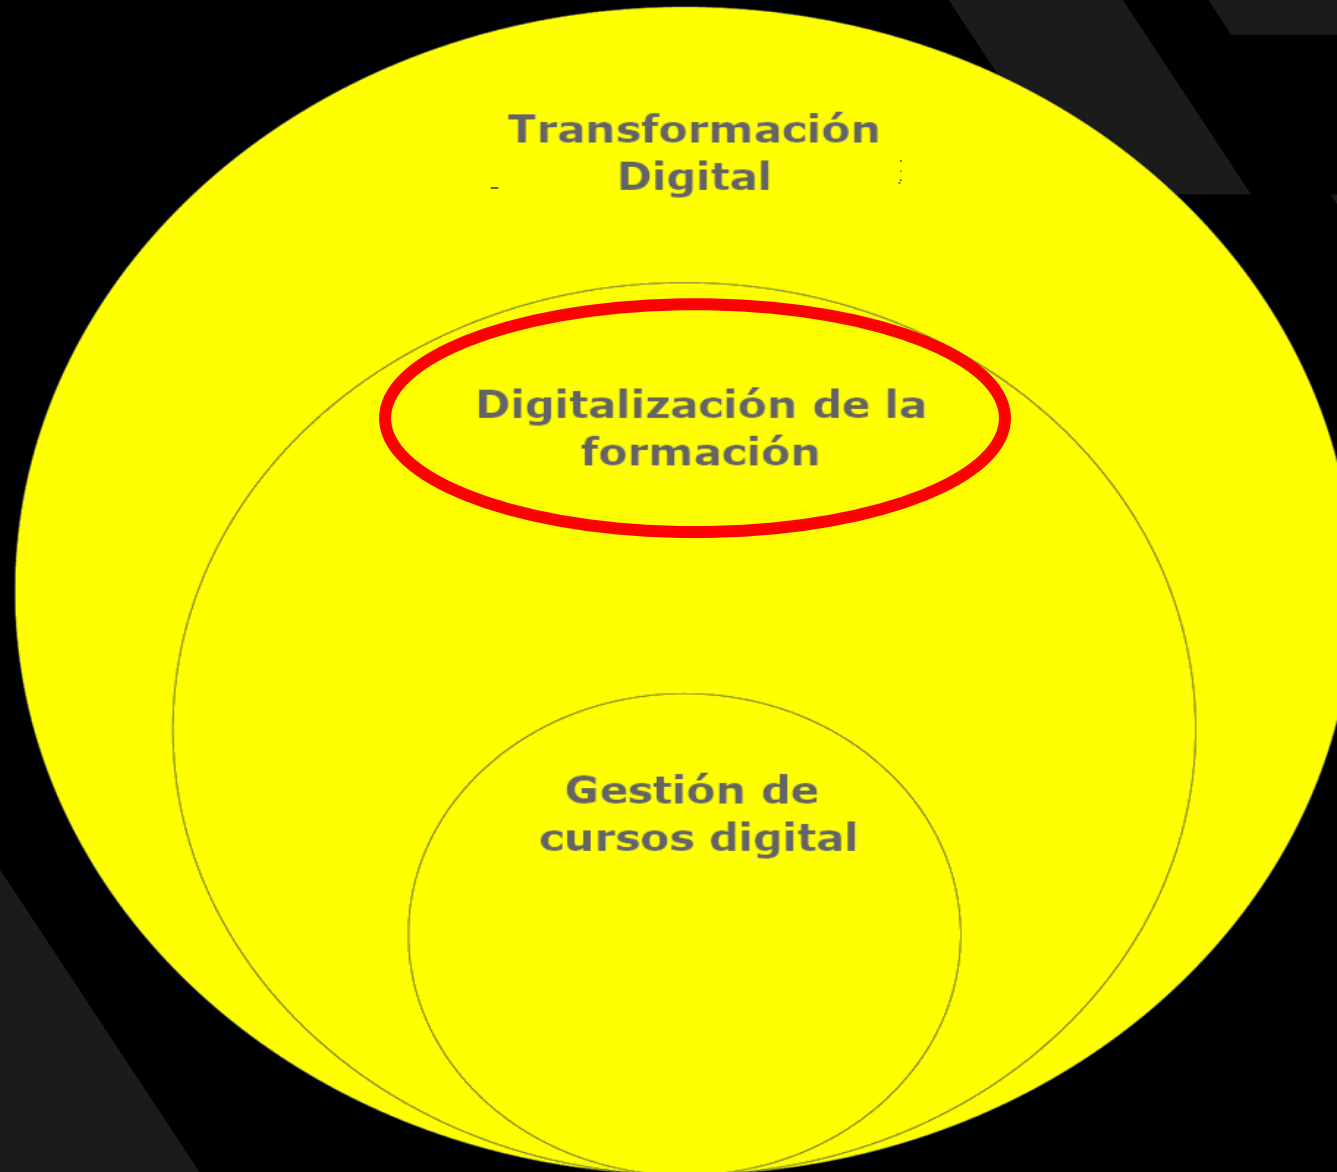 Transformación
Digital
Digitalización de la
formación
Gestión de
cursos digital